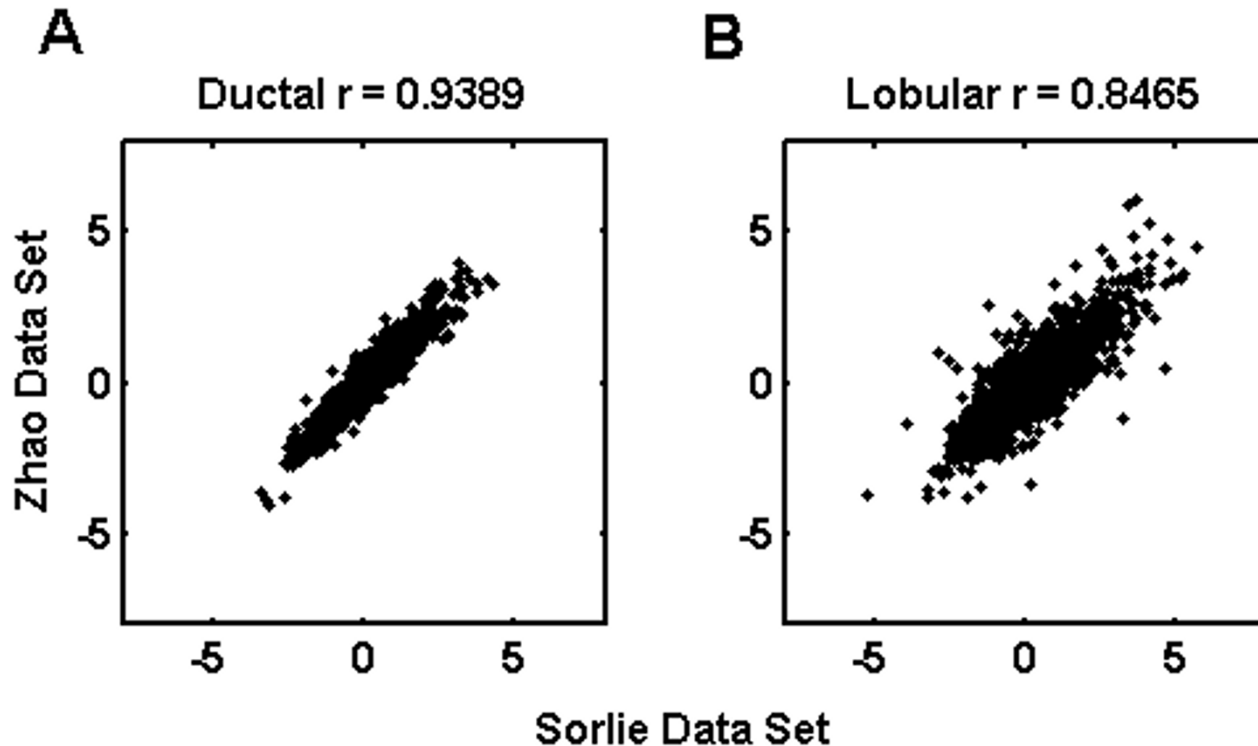 A
B
Ductal r = 0.9389
Lobular r = 0.8465
Zhao Data Set
5
0
-5
-5 0 5
5
0
-5
-5 0 5
Sorlie Data Set